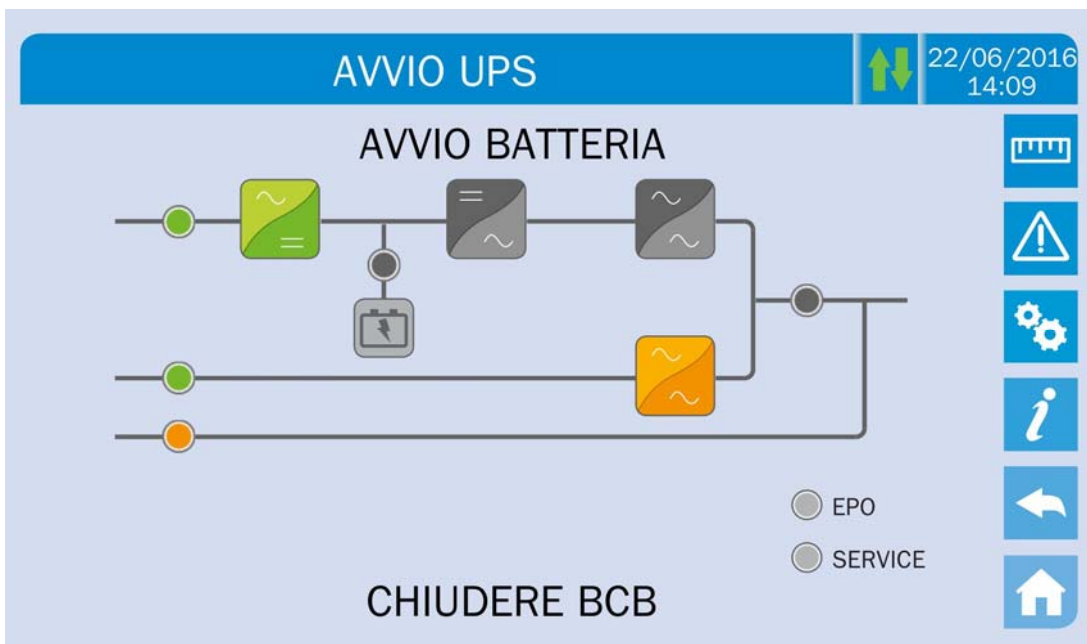 AVVIO UPS
22/06/2016
14:09
AVVIO BATTERIA
EPO
SERVICE
CHIUDERE BCB